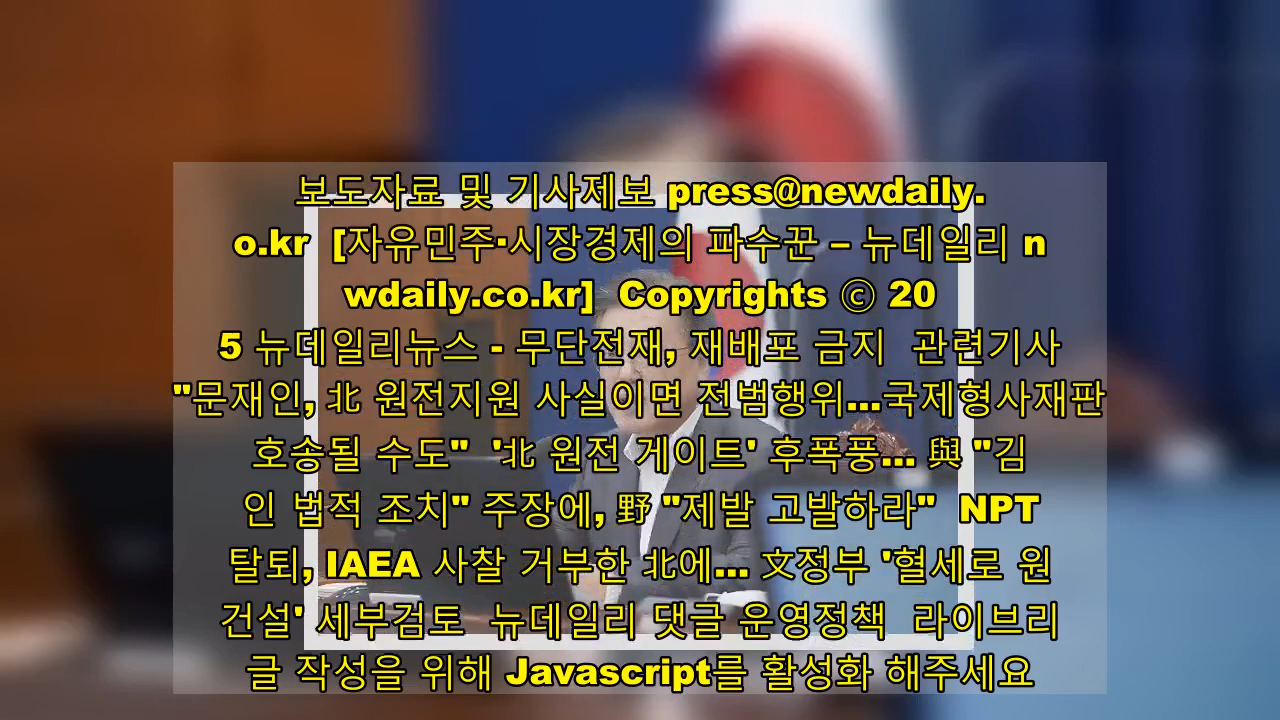 보도자료 및 기사제보 press@newdaily.
o.kr [자유민주·시장경제의 파수꾼 – 뉴데일리 n
wdaily.co.kr] Copyrights ⓒ 20
5 뉴데일리뉴스 - 무단전재, 재배포 금지 관련기사
"문재인, 北 원전지원 사실이면 전범행위…국제형사재판
호송될 수도" '北 원전 게이트' 후폭풍… 與 "김
인 법적 조치" 주장에, 野 "제발 고발하라" NPT
탈퇴, IAEA 사찰 거부한 北에… 文정부 '혈세로 원
건설' 세부검토 뉴데일리 댓글 운영정책 라이브리
글 작성을 위해 Javascript를 활성화 해주세요